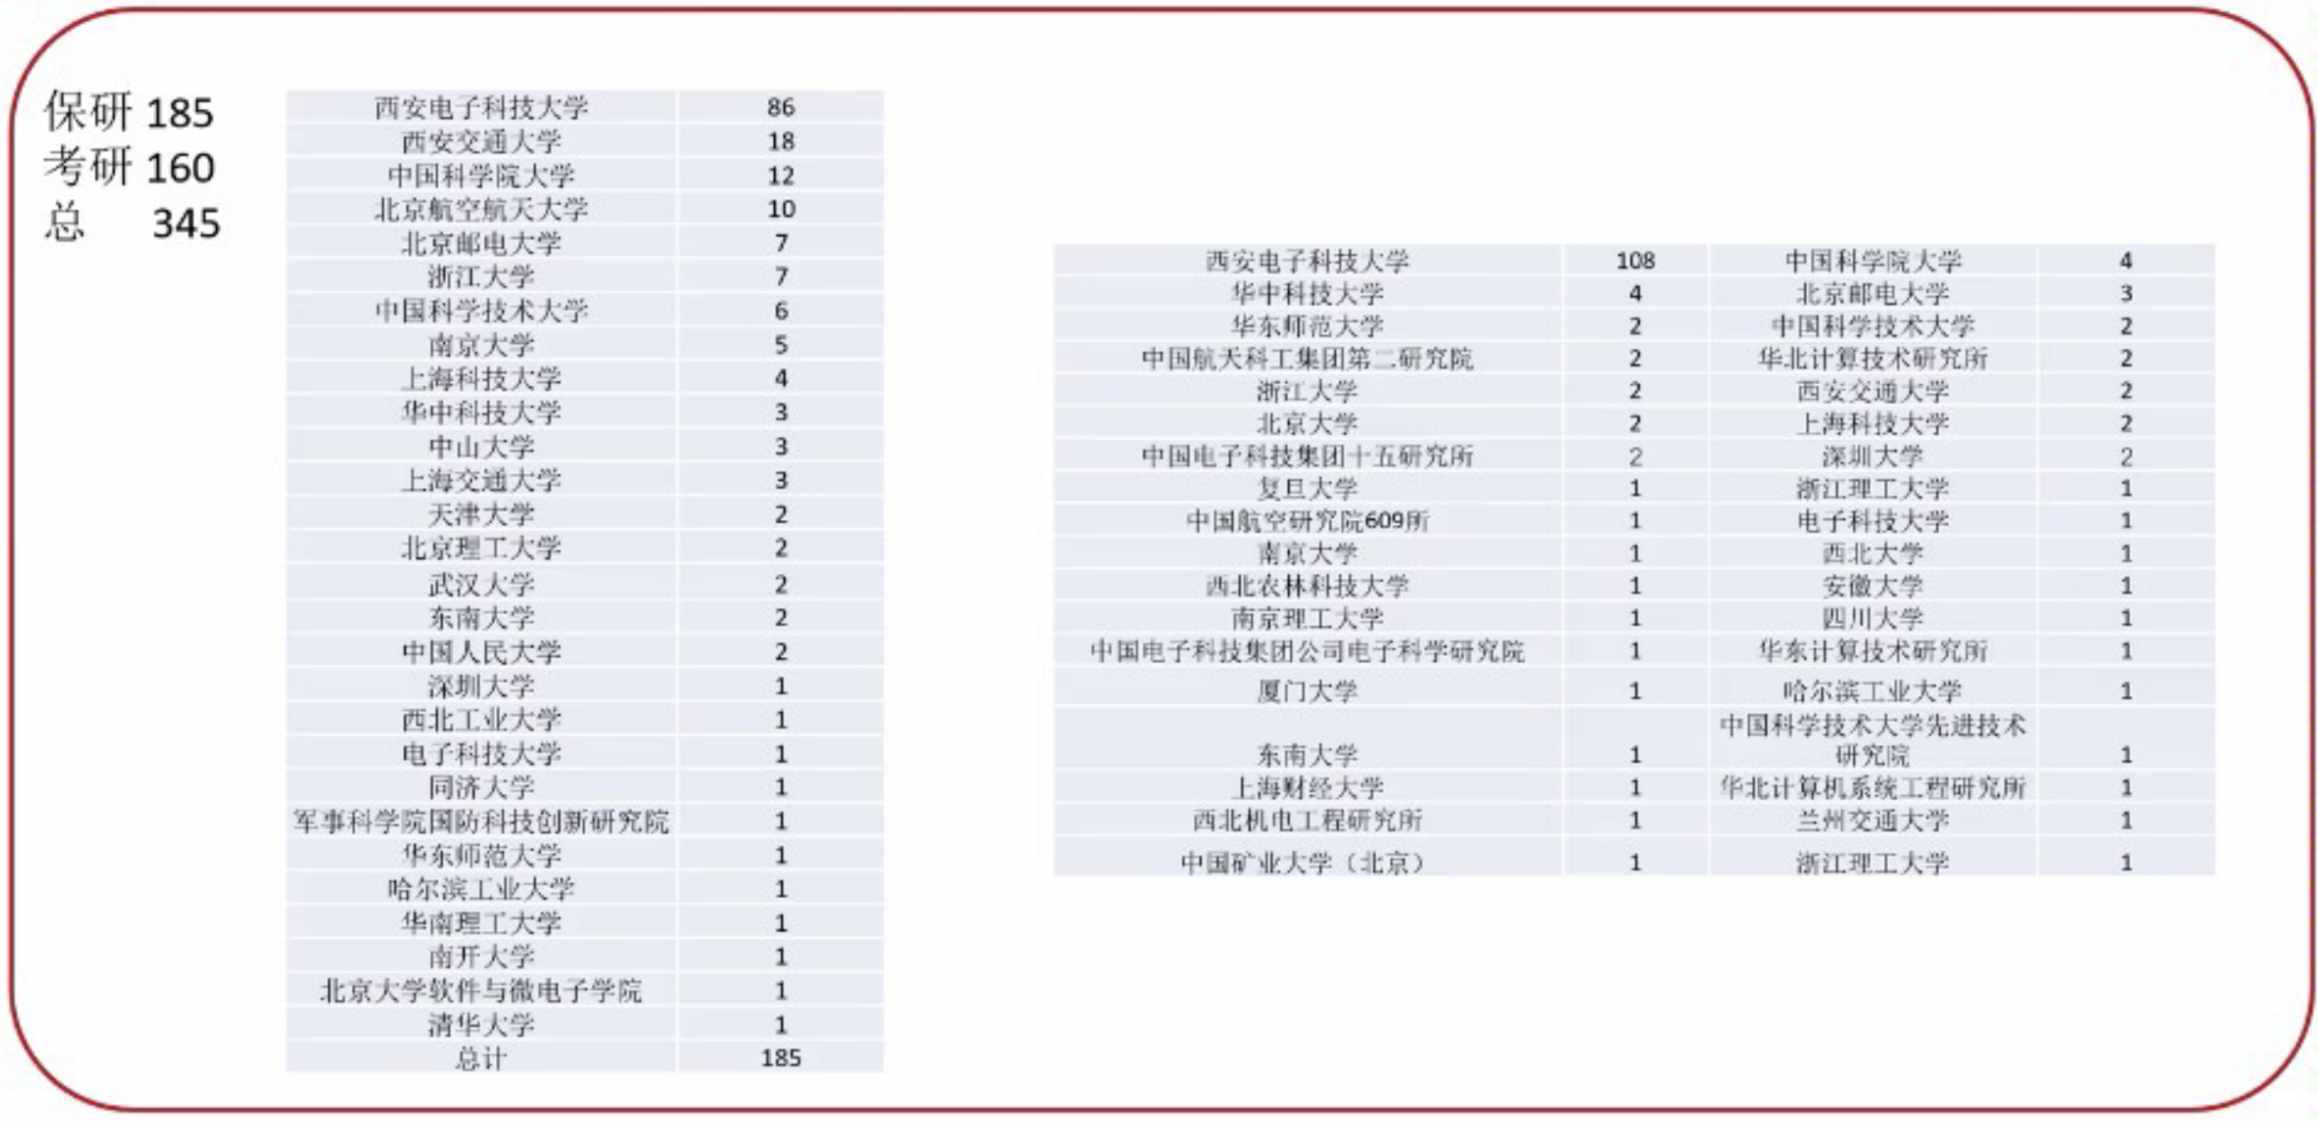 保研 185
考研 160
总 345
西安电子科技大学 86
西安交通大学 18
中国科学院大学 12
北京航空航天大学 10
北京邮电大学 7
浙江大学 7
中国科学技术大学 6
南京大学 5
上海科技大学 4
华中科技大学 3
中山大学 3
上海交通大学 3
天津大学 2
北京理工大学 2
武汉大学 2
东南大学 2
中国人民大学 2
深圳大学 1
西北工业大学 1
电子科技大学 1
同济大学 1
军事科学院国防科技创新研究院 1
华东师范大学 1
哈尔滨工业大学 1
华南理工大学 1
南开大学 1
北京大学软件与微电子学院 1
清华大学 1
总计 185
西安电子科技大学 108 中国科学院大学 4
华中科技大学 4 北京邮电大学 3
华东师范大学 2 中国科学技术大学 2
中国航天科工集团第二研究院 2 华北计算技术研究所 2
浙江大学 2 西安交通大学 2
北京大学 2 上海科技大学 2
中国电子科技集团十五研究所 2 深圳大学 2
复旦大学 1 浙江理工大学 1
中国航空研究院609所 1 电子科技大学 1
南京大学 1 西北大学 1
西北农林科技大学 1 安徽大学 1
南京理工大学 1 四川大学 1
中国电子科技集团公司电子科学研究院 1 华东计算技术研究所 1
厦门大学 1 哈尔滨工业大学 1
中国科学技术大学先进技术
东南大学 1 研究院 1
上海财经大学 1 华北计算机系统工程研究所 1
西北机电工程研究所 1 兰州交通大学 1
中国矿业大学（北京） 1 浙江理工大学 1